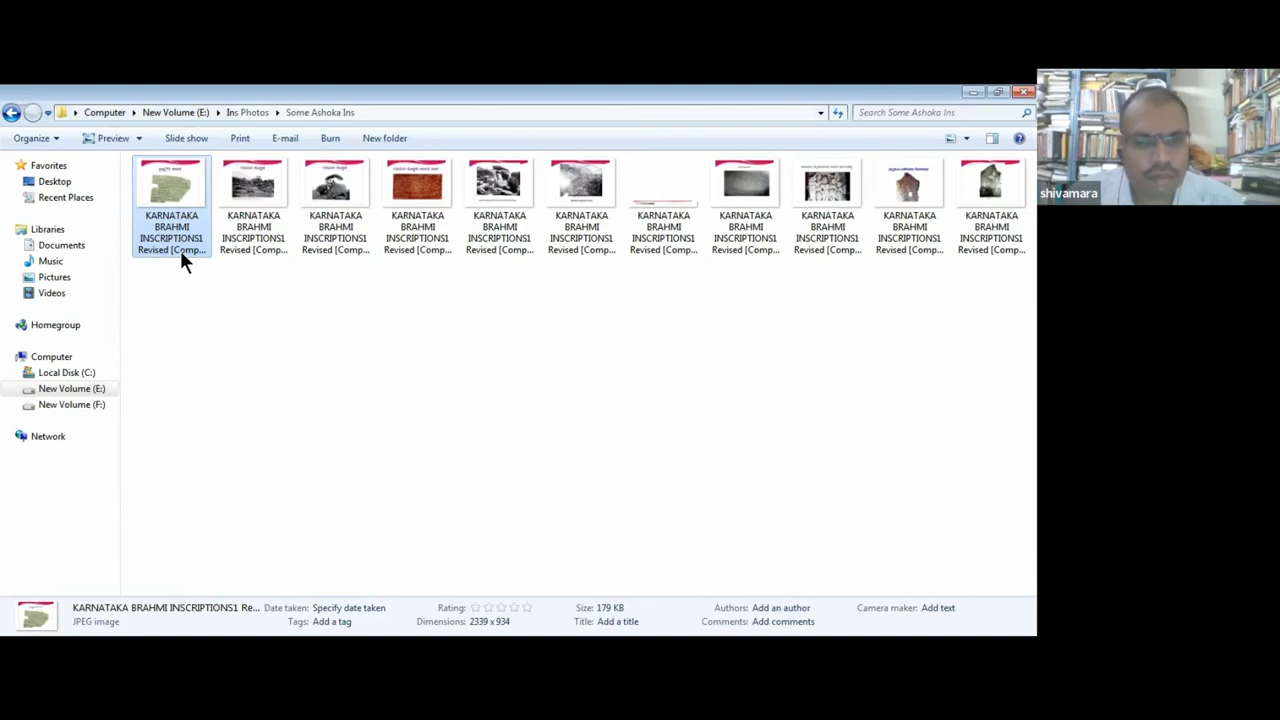 Computer New Volume (E:) Ins Photos Some Ashoka Ins Search Some Ashoka Ins
Organize Preview Slide show Print E-mail Burn New folder
Favorites
Desktop
Recent Places
Libraries
Documents
Music
Pictures
Videos
Homegroup
Computer
Local Disk (C:)
New Volume (E:)
New Volume (F:)
Network
KARNATAKA BRAHMI INSCRIPTIONS1 Revised [Comp...
KARNATAKA BRAHMI INSCRIPTIONS1 Revised [Comp...
KARNATAKA BRAHMI INSCRIPTIONS1 Revised [Comp...
KARNATAKA BRAHMI INSCRIPTIONS1 Revised [Comp...
KARNATAKA BRAHMI INSCRIPTIONS1 Revised [Comp...
KARNATAKA BRAHMI INSCRIPTIONS1 Revised [Comp...
KARNATAKA BRAHMI INSCRIPTIONS1 Revised [Comp...
KARNATAKA BRAHMI INSCRIPTIONS1 Revised [Comp...
KARNATAKA BRAHMI INSCRIPTIONS1 Revised [Comp...
KARNATAKA BRAHMI INSCRIPTIONS1 Revised [Comp...
KARNATAKA BRAHMI INSCRIPTIONS1 Revised [Comp...
shivamara
KARNATAKA BRAHMI INSCRIPTIONS1 Re... Date taken: Specify date taken Rating: Size: 179 KB Authors: Add an author Camera maker: Add text
JPEG image Tags: Add a tag Dimensions: 2339 x 934 Title: Add a title Comments: Add comments